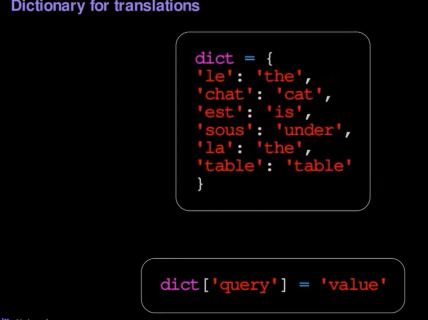 Dictionary for translations
dict = {
'le': 'the',
'chat': 'cat',
'est': 'is',
'sous': 'under',
'la': 'the',
'table': 'table'
}
dict['query'] = 'value'